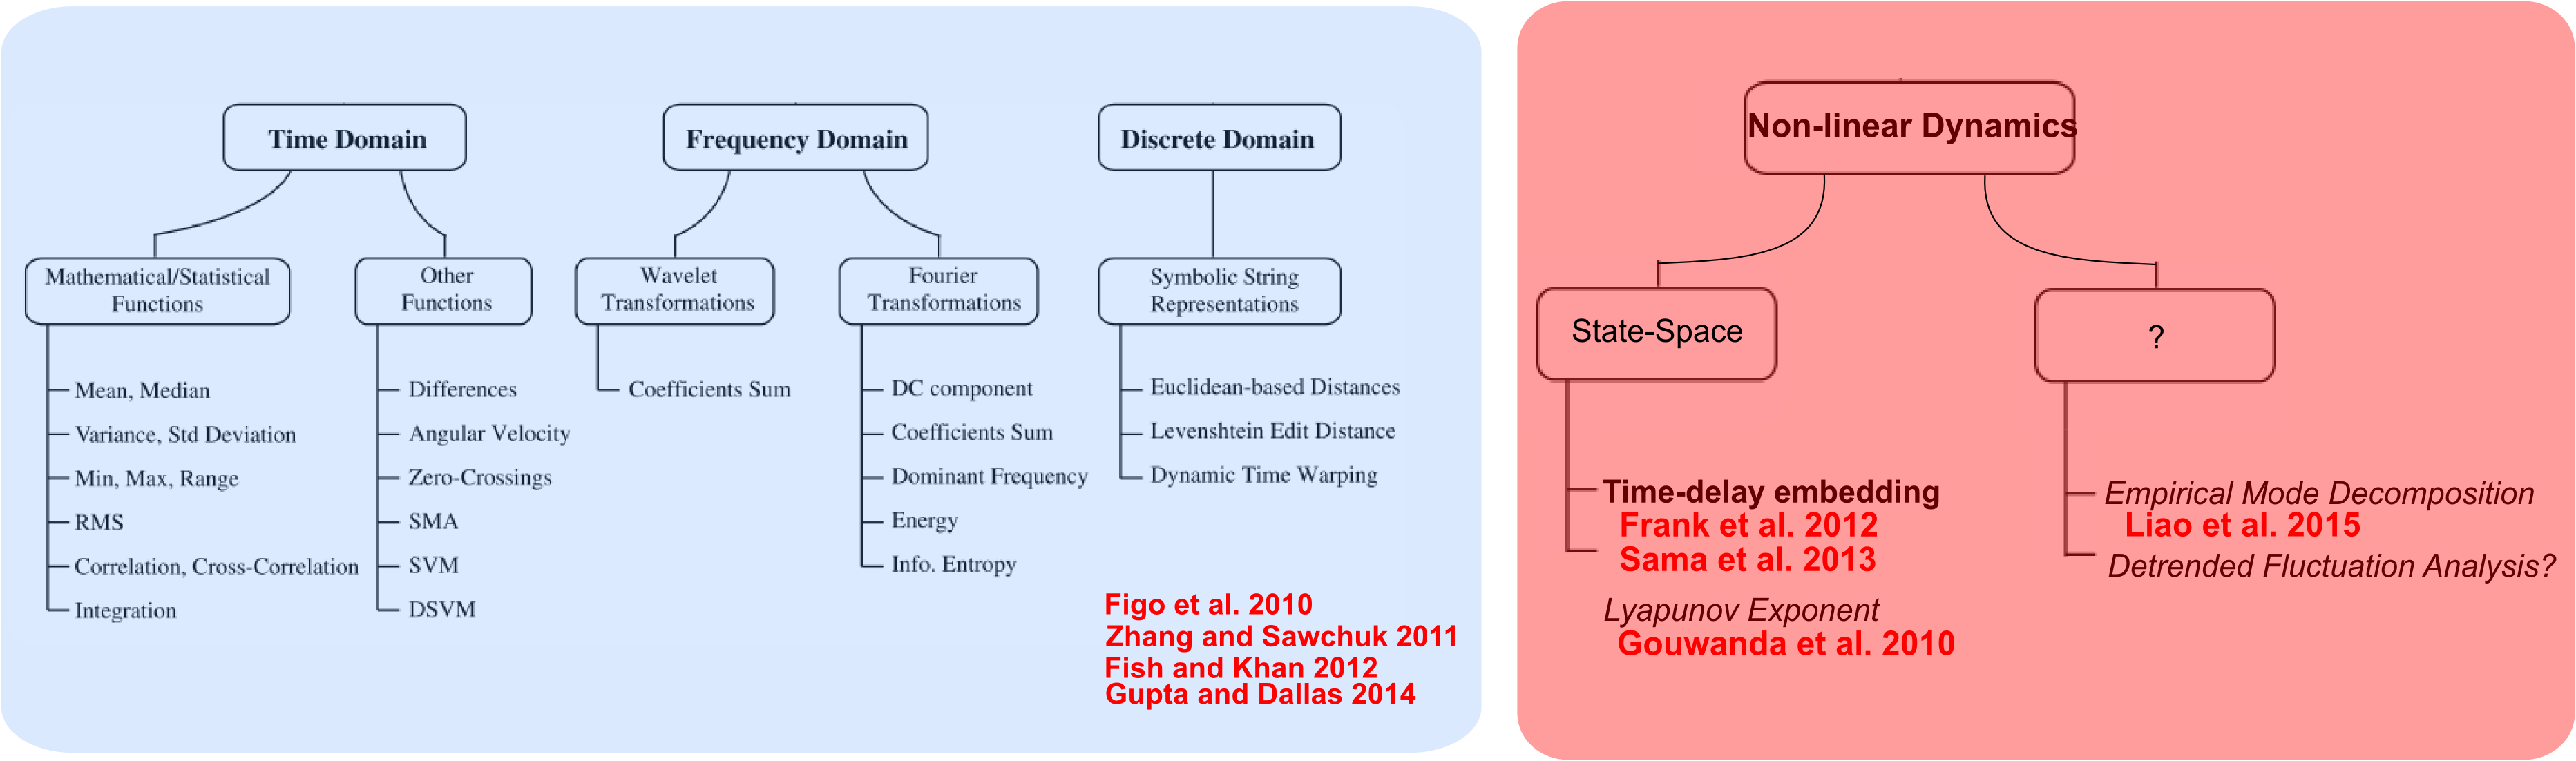 Time Domain
Frequency Domain
Discrete Domain
Mathematical/Statistical
Functions
Other
Functions
Wavelet
Transformations
Fourier
Transformations
Symbolic String
Representations
Mean, Median
Variance, Std Deviation
Min, Max, Range
RMS
Correlation, Cross-Correlation
Integration
Differences
Angular Velocity
Zero-Crossings
SMA
SVM
DSVM
Coefficients Sum
DC component
Coefficients Sum
Dominant Frequency
Energy
Info. Entropy
Euclidean-based Distances
Levenshtein Edit Distance
Dynamic Time Warping
Figo et al. 2010
Zhang and Sawchuk 2011
Fish and Khan 2012
Gupta and Dallas 2014
Non-linear Dynamics
State-Space
?
Time-delay embedding
Frank et al. 2012
Sama et al. 2013
Lyapunov Exponent
Gouwanda et al. 2010
Empirical Mode Decomposition
Liao et al. 2015
Detrended Fluctuation Analysis?